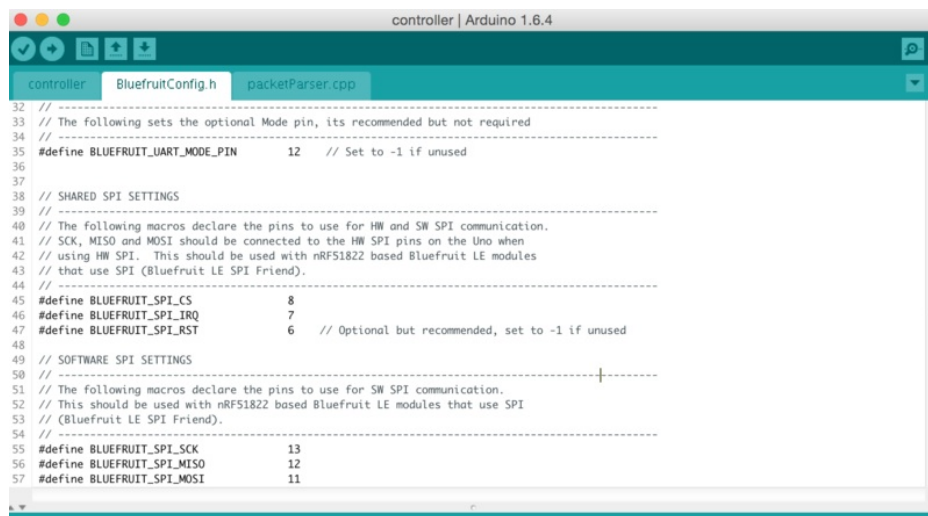 controller | Arduino 1.6.4
controller BluefruitConfig.h packetParser.cpp
32 // ---------------------------------------------------------------------------------------------
33 // The following sets the optional Mode pin, its recommended but not required
34 // ---------------------------------------------------------------------------------------------
35 #define BLUEFRUIT_UART_MODE_PIN 12 // Set to -1 if unused
36
37
38 // SHARED SPI SETTINGS
39 // ---------------------------------------------------------------------------------------------
40 // The following macros declare the pins to use for HW and SW SPI communication.
41 // SCK, MISO and MOSI should be connected to the HW SPI pins on the Uno when
42 // using HW SPI. This should be used with nRF51822 based Bluefruit LE modules
43 // that use SPI (Bluefruit LE SPI Friend).
44 // ---------------------------------------------------------------------------------------------
45 #define BLUEFRUIT_SPI_CS 8
46 #define BLUEFRUIT_SPI_IRQ 7
47 #define BLUEFRUIT_SPI_RST 6 // Optional but recommended, set to -1 if unused
48
49 // SOFTWARE SPI SETTINGS
50 // ---------------------------------------------------------------------------------------------
51 // The following macros declare the pins to use for SW SPI communication.
52 // This should be used with nRF51822 based Bluefruit LE modules that use SPI
53 // (Bluefruit LE SPI Friend).
54 // ---------------------------------------------------------------------------------------------
55 #define BLUEFRUIT_SPI_SCK 13
56 #define BLUEFRUIT_SPI_MISO 12
57 #define BLUEFRUIT_SPI_MOSI 11